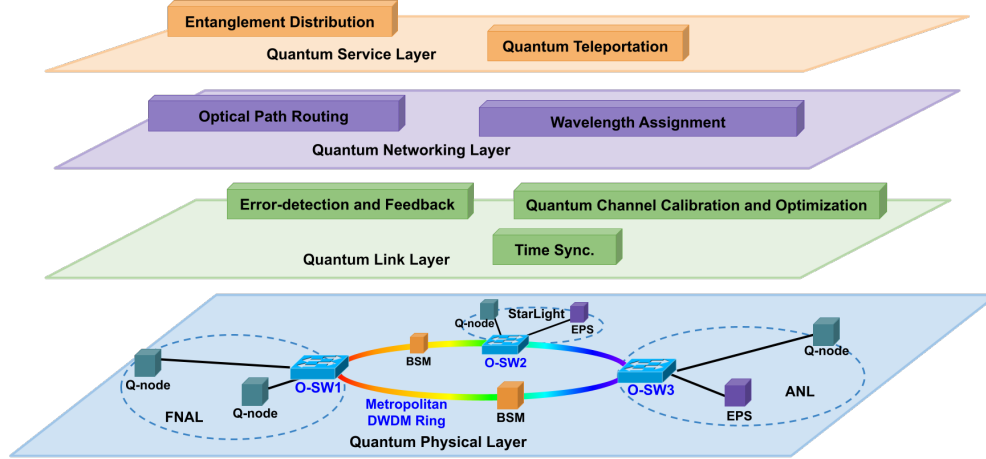 Entanglement Distribution
Quantum Service Layer
Quantum Teleportation
Optical Path Routing
Wavelength Assignment
Quantum Networking Layer
Error-detection and Feedback
Quantum Channel Calibration and Optimization
Time Sync.
Quantum Link Layer
StarLight
Q-node
EPS
BSM
O-SW2
Q-node
Q-node
Q-node
O-SW1
O-SW3
FNAL
Metropolitan
DWDM Ring
BSM
EPS
ANL
Quantum Physical Layer